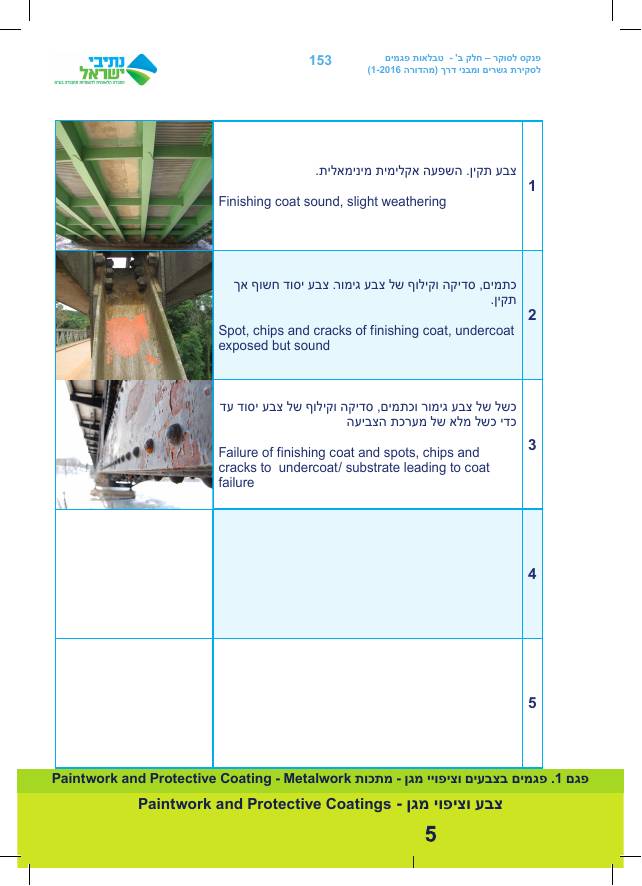 נתיבי
ישראל
153
פנקס לסוקר – חלק ב' - טבלאות פגמים
לסקירת גשרים ומבני דרך (מהדורה 1-2016)
צבע תקין. השפעה אקלימית מינימאלית.
Finishing coat sound, slight weathering
1
כתמים, סדיקה וקילוף של צבע גימור. צבע יסוד חשוף אך
תקין.
Spot, chips and cracks of finishing coat, undercoat
exposed but sound
2
כשל של צבע גימור וכתמים, סדיקה וקילוף של צבע יסוד עד
כדי כשל מלא של מערכת הצביעה
Failure of finishing coat and spots, chips and
cracks to undercoat/ substrate leading to coat
failure
3
4
5
פגם 1. פגמים בצבעים וציפויי מגן - מתכות Paintwork and Protective Coating - Metalwork
צבע וציפוי מגן - Paintwork and Protective Coatings
5